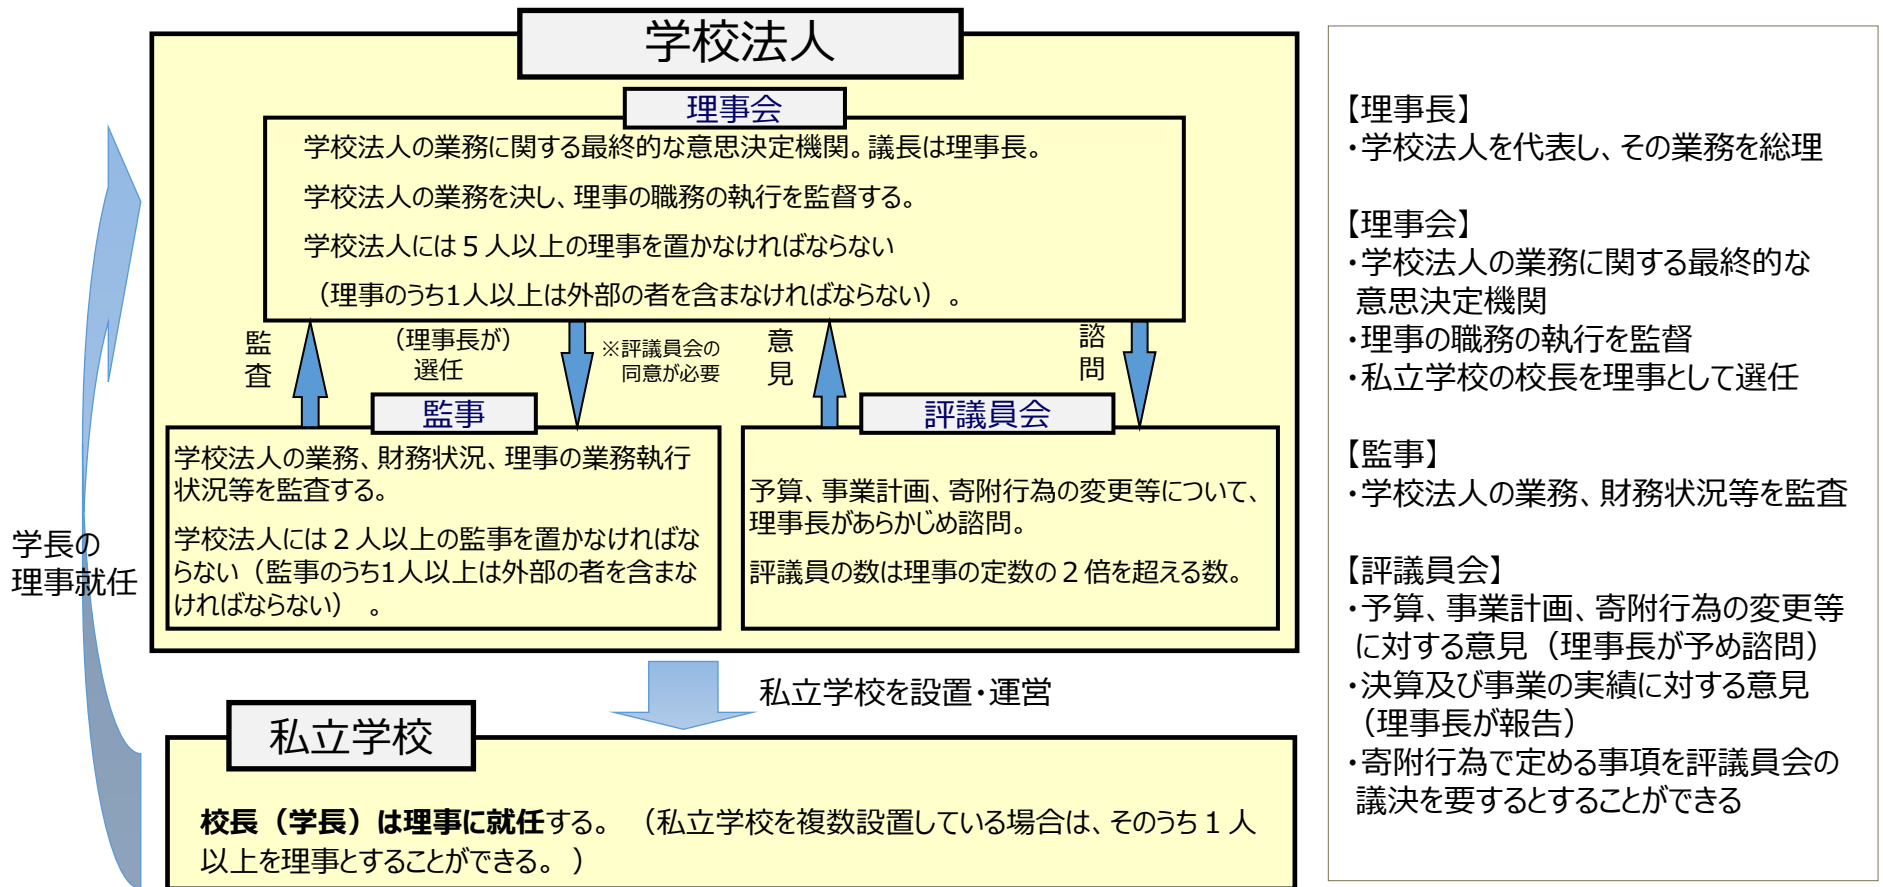 学校法人
理事会
学校法人の業務に関する最終的な意思決定機関。議長は理事長。
学校法人の業務を決し、理事の職務の執行を監督する。
学校法人には５人以上の理事を置かなければならない
（理事のうち1人以上は外部の者を含まなければならない）。
監査
（理事長が）
選任
※評議員会の
同意が必要
意見
諮問
監事
学校法人の業務、財務状況、理事の業務執行
状況等を監査する。
学校法人には２人以上の監事を置かなければな
らない（監事のうち1人以上は外部の者を含まな
ければならない） 。
評議員会
予算、事業計画、寄附行為の変更等について、
理事長があらかじめ諮問。
評議員の数は理事の定数の２倍を超える数。
学長の
理事就任
私立学校を設置・運営
私立学校
校長（学長）は理事に就任する。 （私立学校を複数設置している場合は、そのうち１人
以上を理事とすることができる。）
【理事長】
・学校法人を代表し、その業務を総理
【理事会】
・学校法人の業務に関する最終的な
意思決定機関
・理事の職務の執行を監督
・私立学校の校長を理事として選任
【監事】
・学校法人の業務、財務状況等を監査
【評議員会】
・予算、事業計画、寄附行為の変更等
に対する意見（理事長が予め諮問）
・決算及び事業の実績に対する意見
（理事長が報告）
・寄附行為で定める事項を評議員会の
議決を要するとすることができる